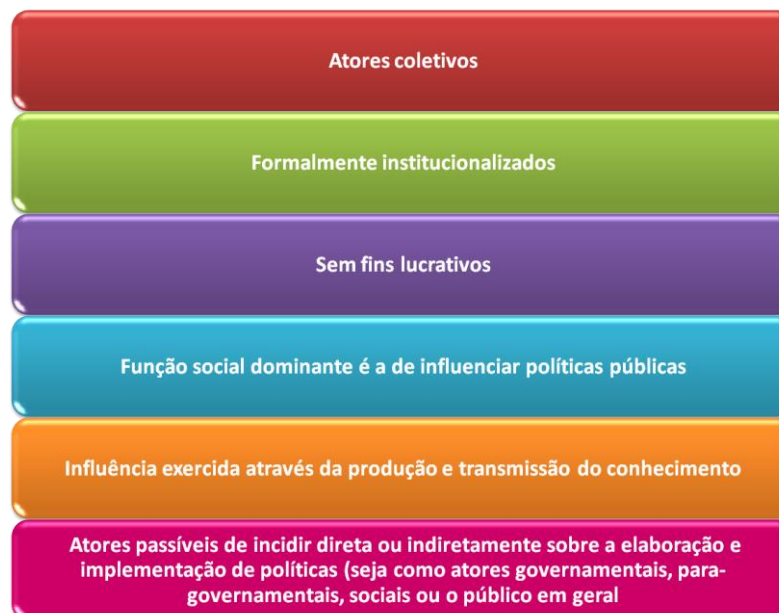 Atores coletivos
Formalmente institucionalizados
Sem fins lucrativos
Função social dominante é a de influenciar políticas públicas
Influência exercida através da produção e transmissão do conhecimento
Atores passíveis de incidir direta ou indiretamente sobre a elaboração e
implementação de políticas (seja como atores governamentais, para-
governamentais, sociais ou o público em geral